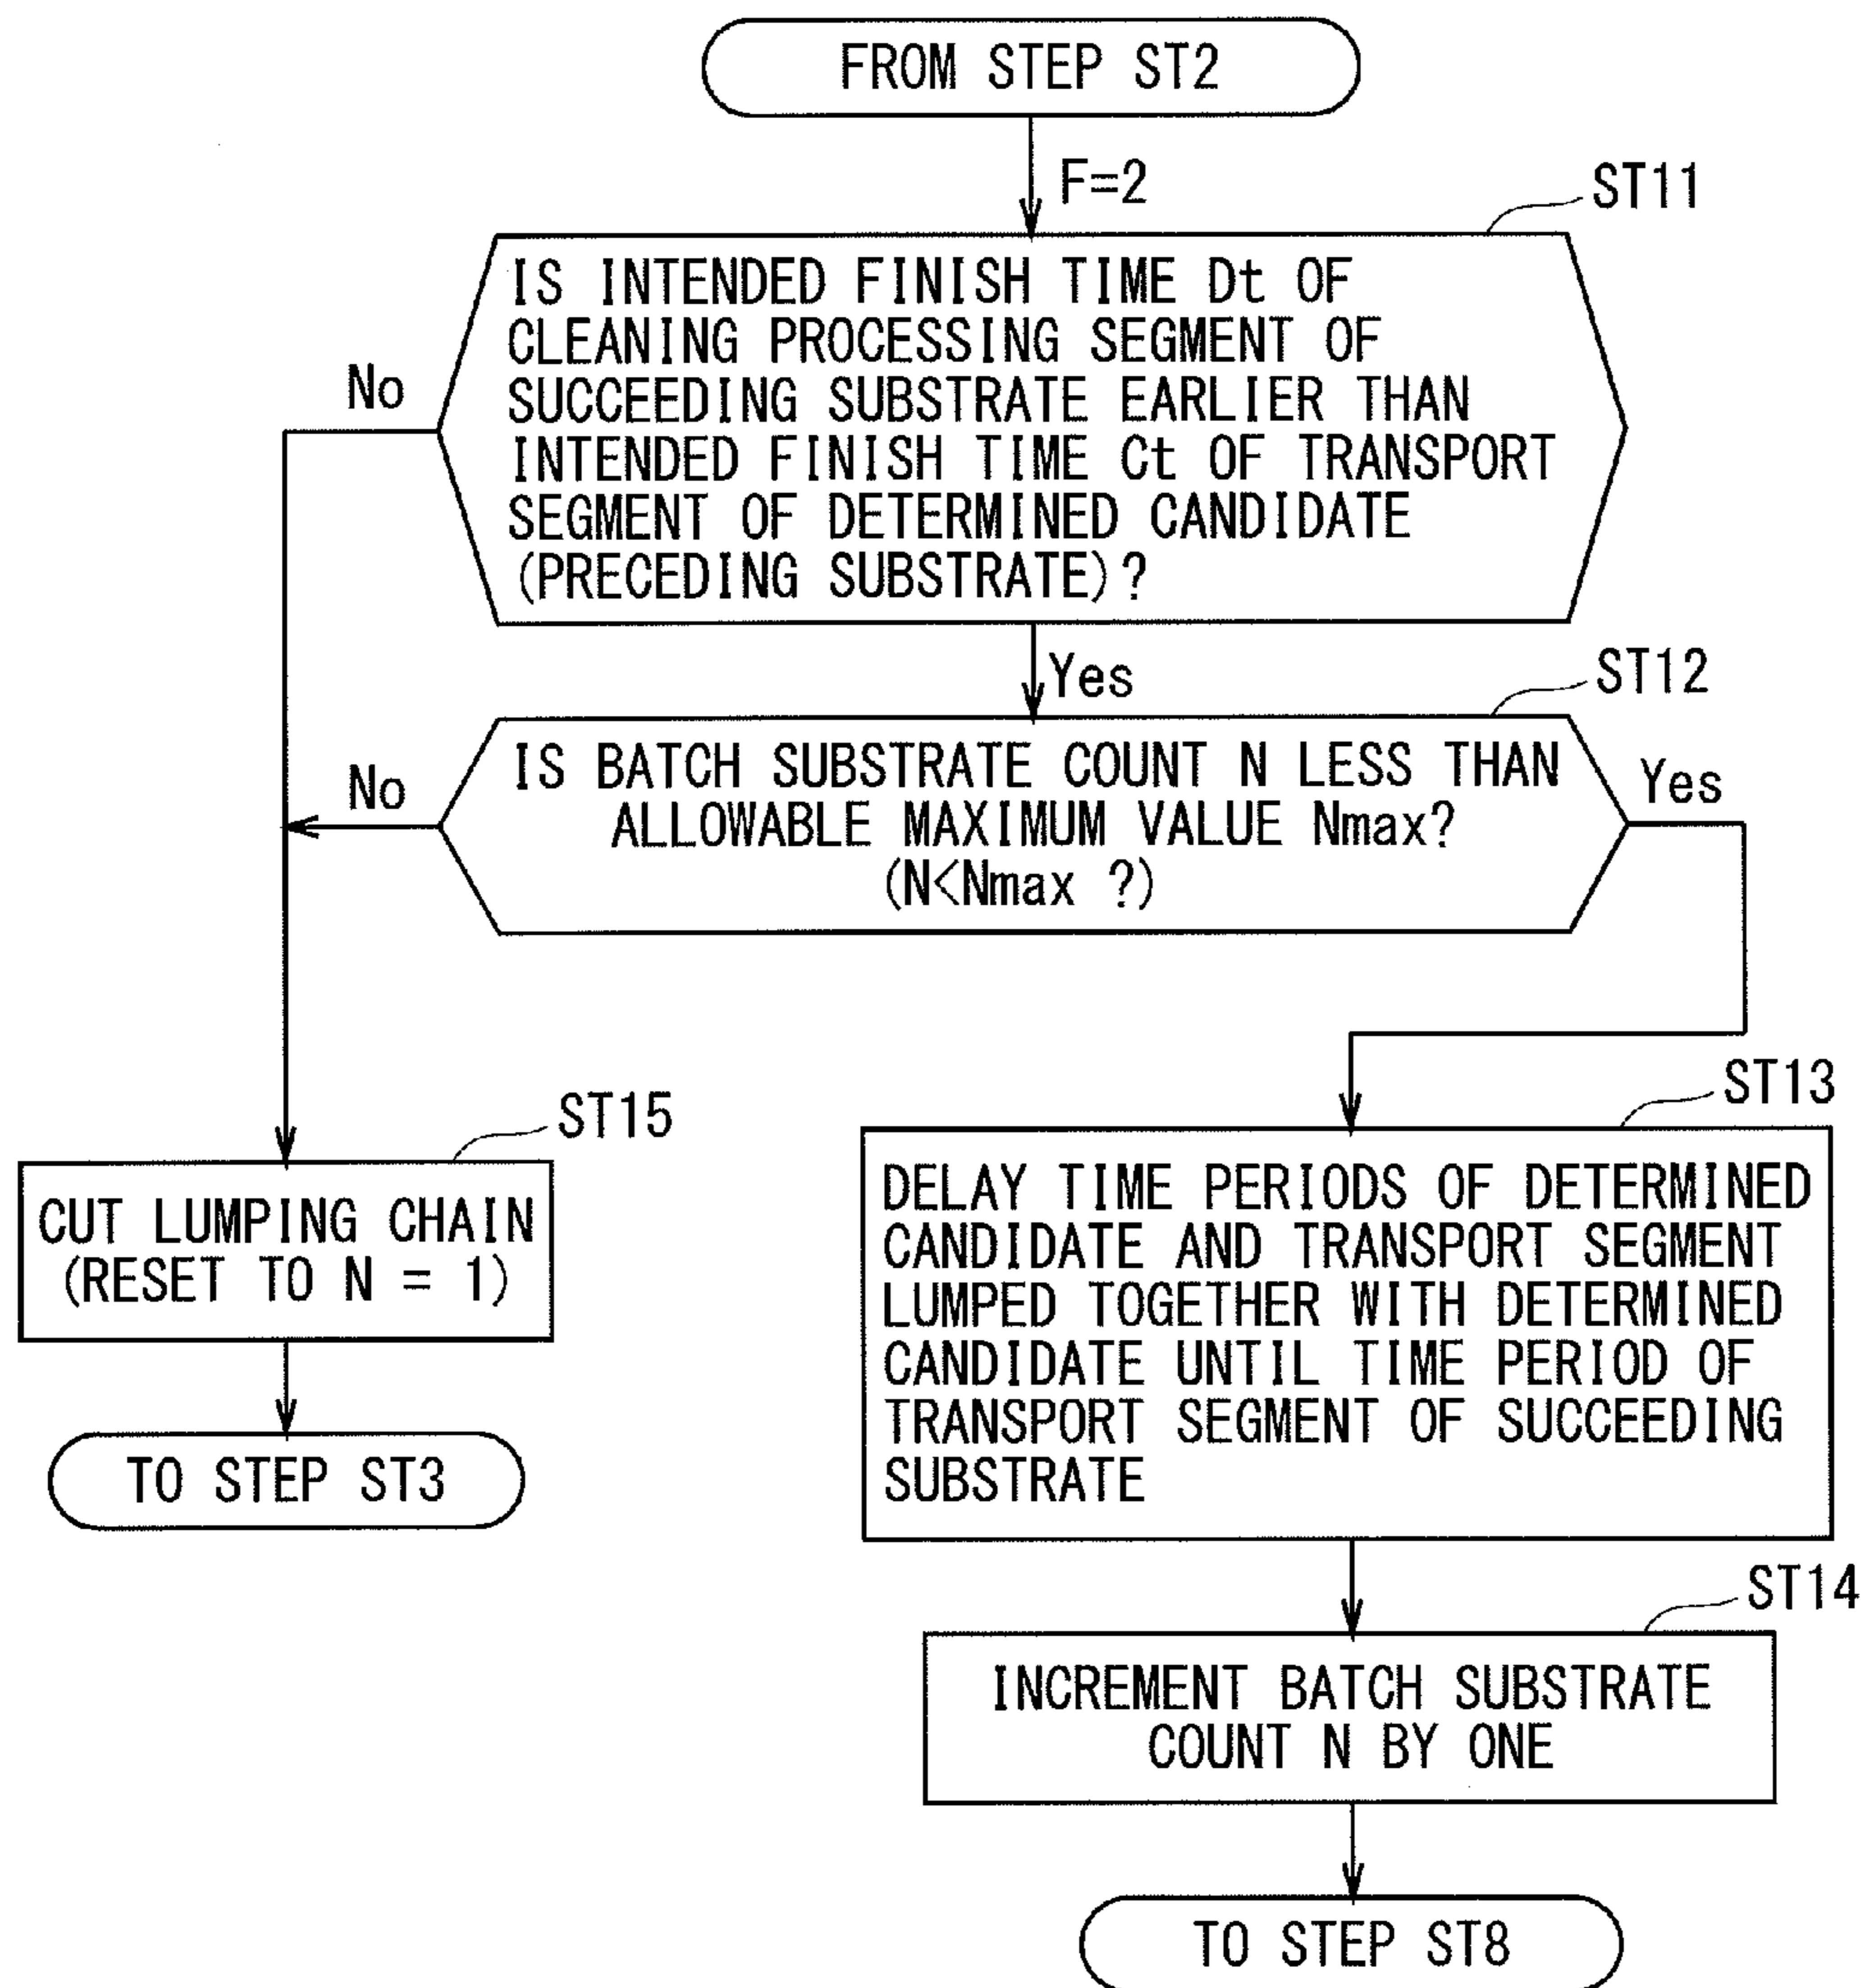 FROM STEP ST2
F=2
ST11
IS INTENDED FINISH TIME Dt OF
CLEANING PROCESSING SEGMENT OF
SUCCEEDING SUBSTRATE EARLIER THAN
INTENDED FINISH TIME Ct OF TRANSPORT
SEGMENT OF DETERMINED CANDIDATE
(PRECEDING SUBSTRATE)?
No
Yes
ST12
IS BATCH SUBSTRATE COUNT N LESS THAN
ALLOWABLE MAXIMUM VALUE Nmax?
(N<Nmax ?)
No
Yes
ST15
CUT LUMPING CHAIN
(RESET TO N = 1)
TO STEP ST3
ST13
DELAY TIME PERIODS OF DETERMINED
CANDIDATE AND TRANSPORT SEGMENT
LUMPED TOGETHER WITH DETERMINED
CANDIDATE UNTIL TIME PERIOD OF
TRANSPORT SEGMENT OF SUCCEEDING
SUBSTRATE
ST14
INCREMENT BATCH SUBSTRATE
COUNT N BY ONE
TO STEP ST8